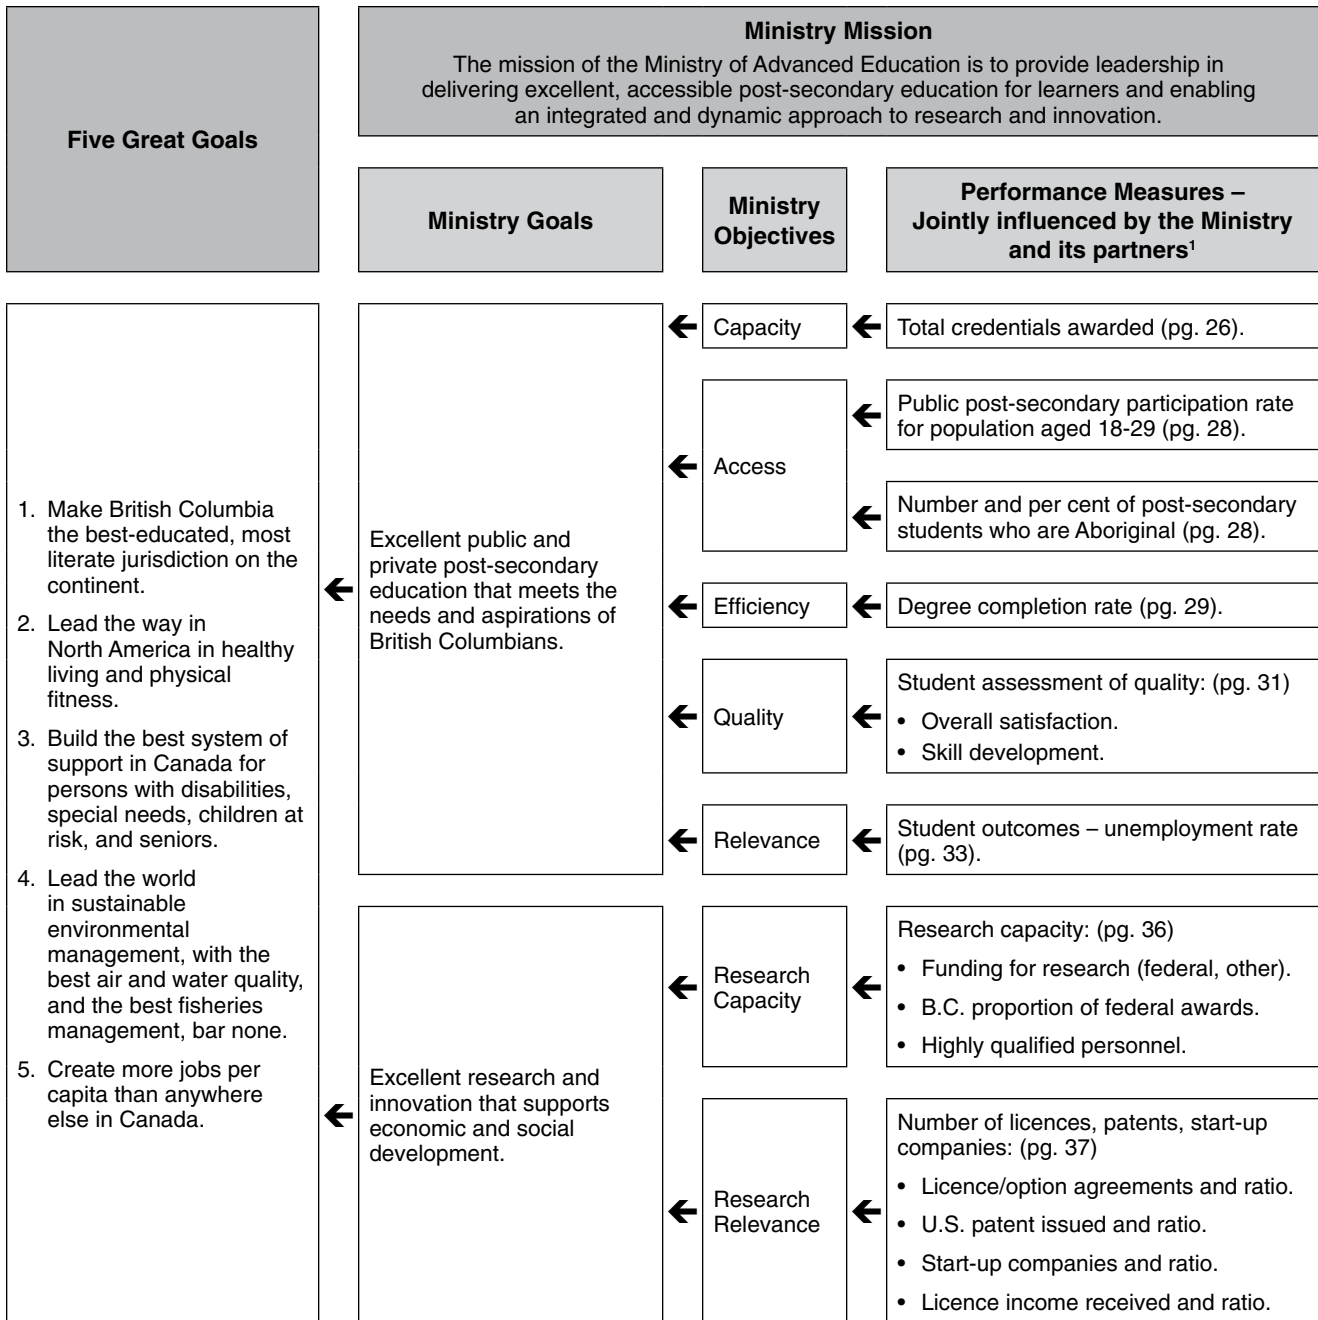 Five Great Goals
Ministry Mission
The mission of the Ministry of Advanced Education is to provide leadership in
delivering excellent, accessible post-secondary education for learners and enabling
an integrated and dynamic approach to research and innovation.
Ministry Goals
Ministry
Objectives
Performance Measures –
Jointly influenced by the Ministry
and its partners¹
1. Make British Columbia
the best-educated, most
literate jurisdiction on the
continent.
2. Lead the way in
North America in healthy
living and physical
fitness.
3. Build the best system of
support in Canada for
persons with disabilities,
special needs, children at
risk, and seniors.
4. Lead the world
in sustainable
environmental
management, with the
best air and water quality,
and the best fisheries
management, bar none.
5. Create more jobs per
capita than anywhere
else in Canada.
Excellent public and
private post-secondary
education that meets the
needs and aspirations of
British Columbians.
Capacity
Total credentials awarded (pg. 26).
Access
Public post-secondary participation rate
for population aged 18-29 (pg. 28).
Number and per cent of post-secondary
students who are Aboriginal (pg. 28).
Efficiency
Degree completion rate (pg. 29).
Quality
Student assessment of quality: (pg. 31)
• Overall satisfaction.
• Skill development.
Relevance
Student outcomes – unemployment rate
(pg. 33).
Excellent research and
innovation that supports
economic and social
development.
Research
Capacity
Research capacity: (pg. 36)
• Funding for research (federal, other).
• B.C. proportion of federal awards.
• Highly qualified personnel.
Research
Relevance
Number of licences, patents, start-up
companies: (pg. 37)
• Licence/option agreements and ratio.
• U.S. patent issued and ratio.
• Start-up companies and ratio.
• Licence income received and ratio.